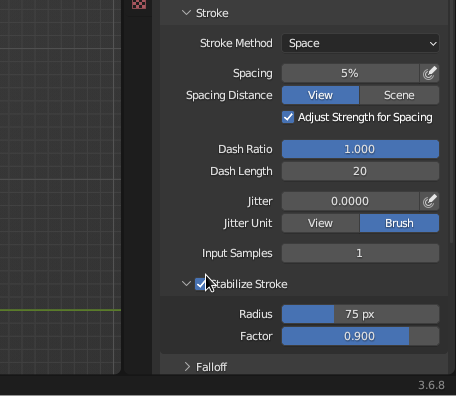 Stroke
Stroke Method Space
Spacing 5%
Spacing Distance View Scene
Adjust Strength for Spacing
Dash Ratio 1.000
Dash Length 20
Jitter 0.0000
Jitter Unit View Brush
Input Samples 1
Stabilize Stroke
Radius 75 px
Factor 0.900
Falloff
3.6.8